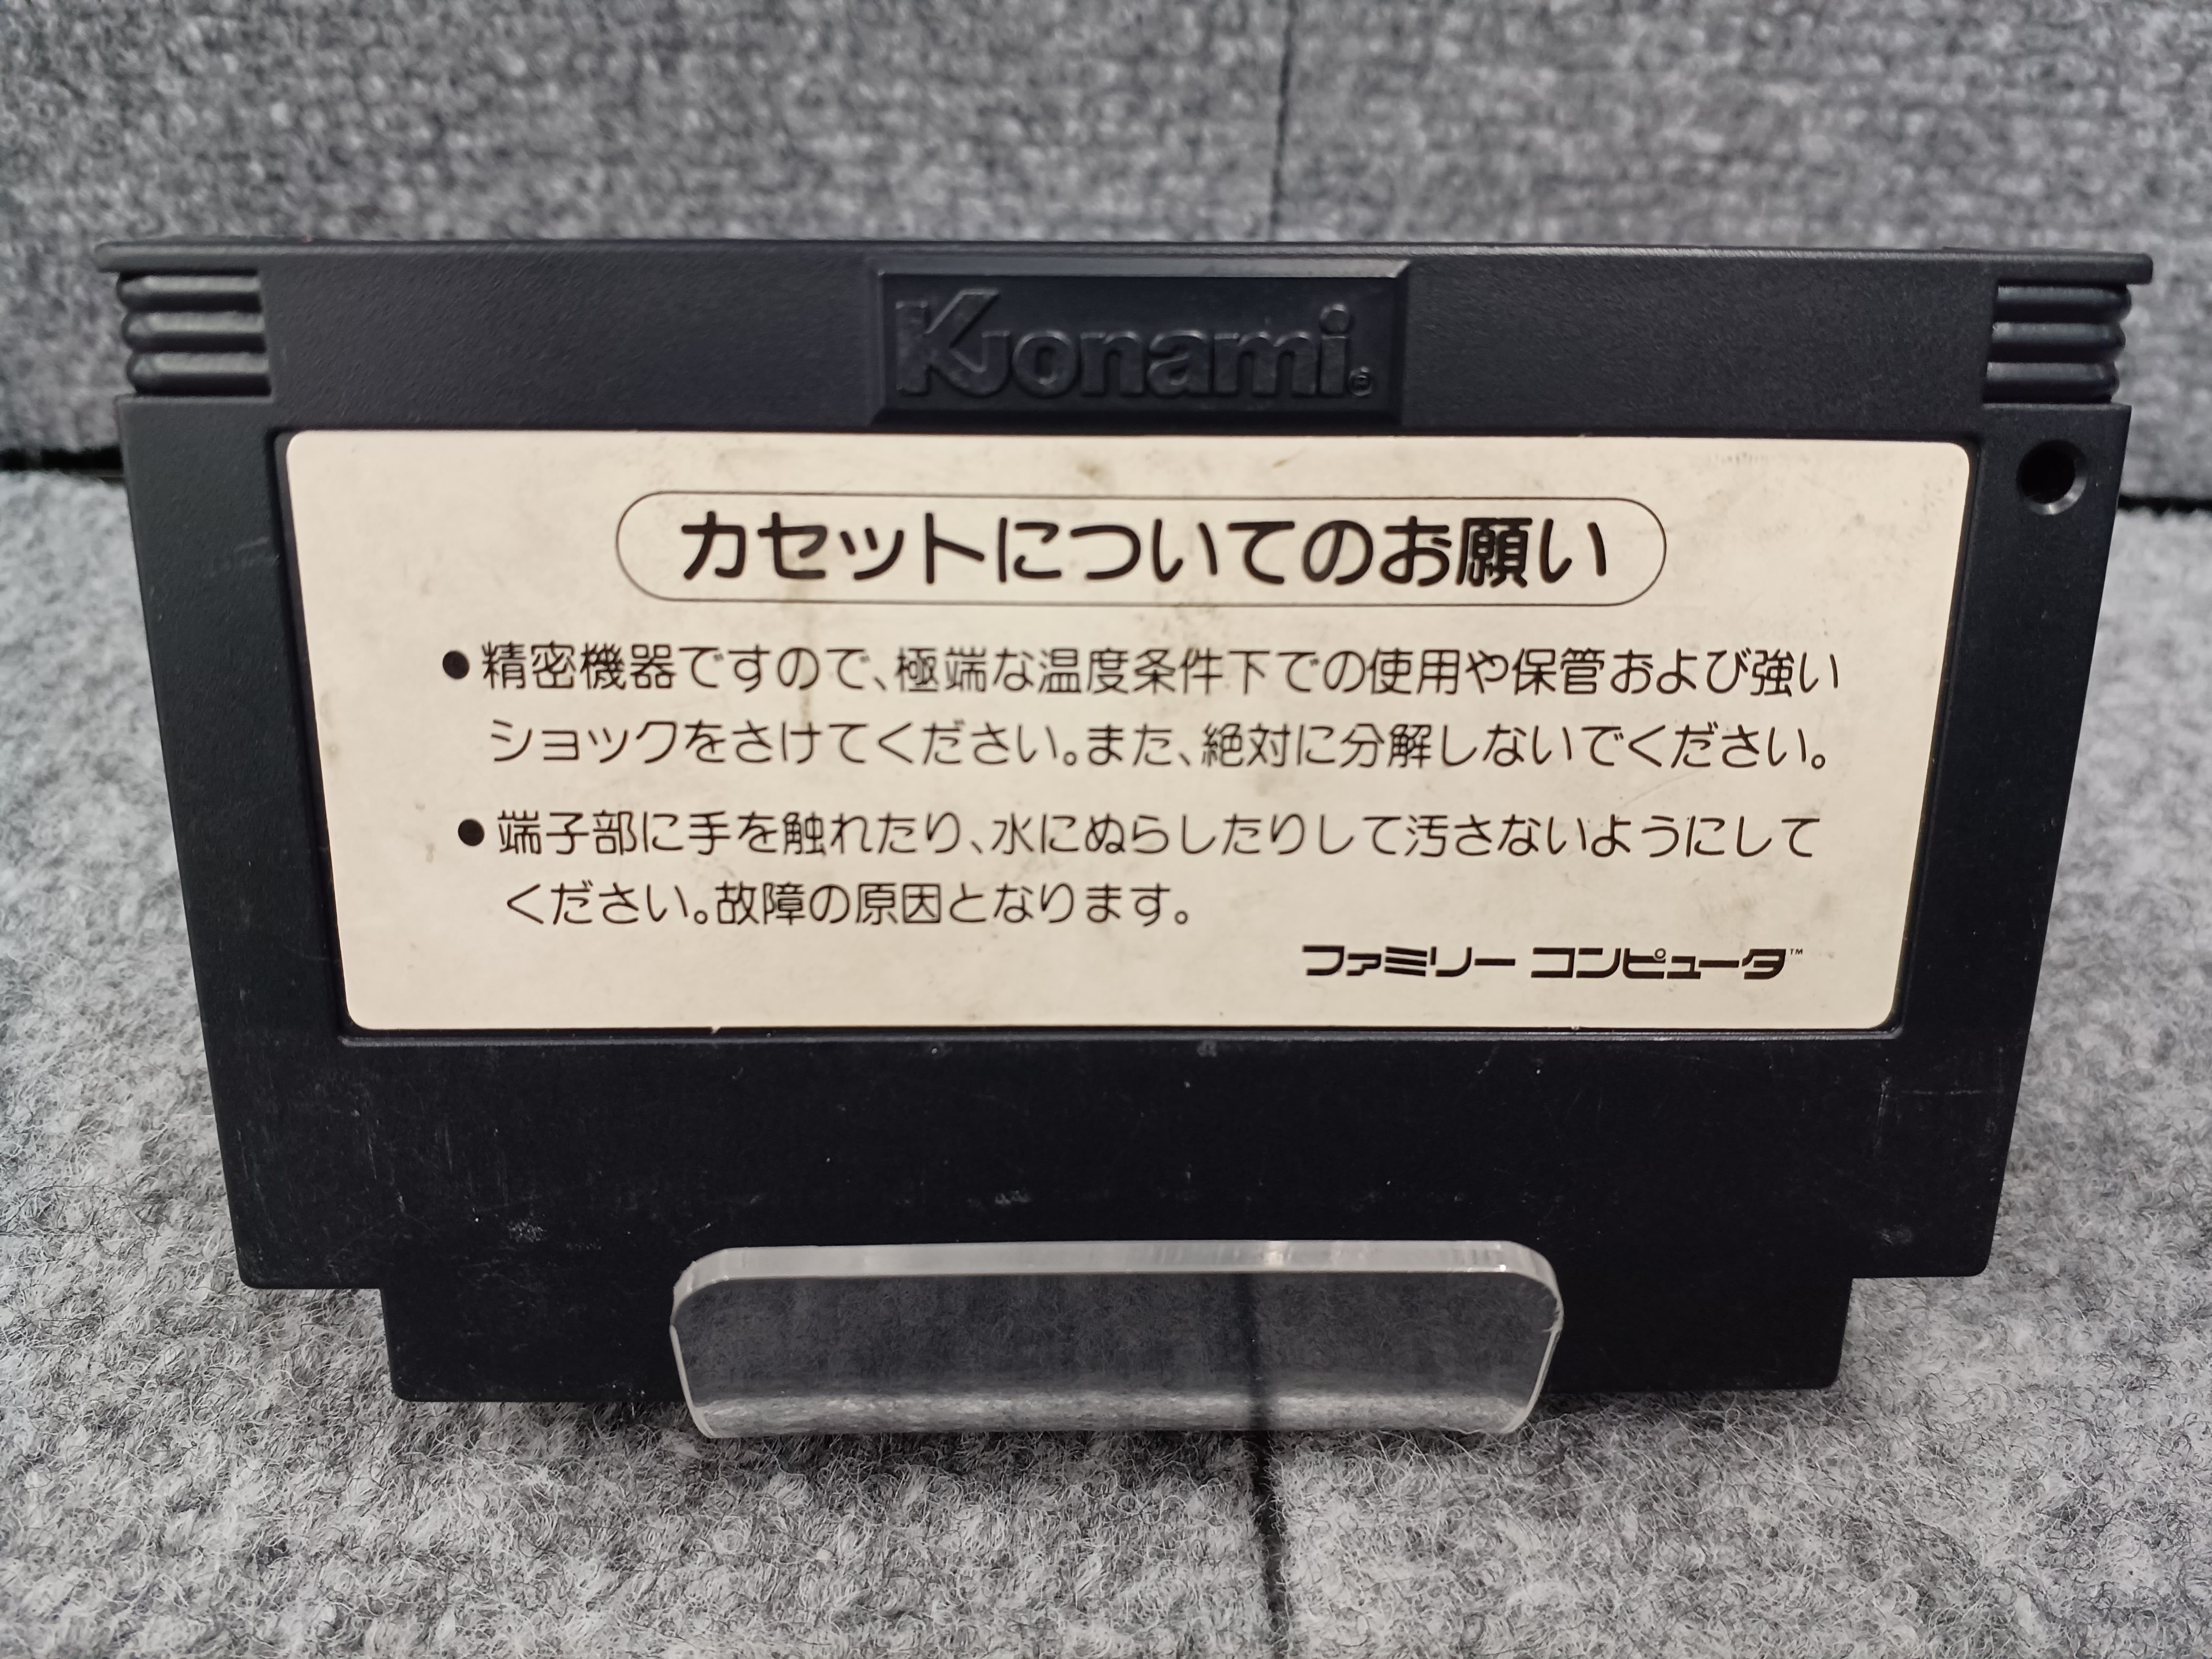 Konami®
カセットについてのお願い
●精密機器ですので、極端な温度条件下での使用や保管および強い
ショックをさけてください。また、絶対に分解しないでください。
●端子部に手を触れたり、水にぬらしたりして汚さないようにして
ください。故障の原因となります。
ファミリー コンピュータ™